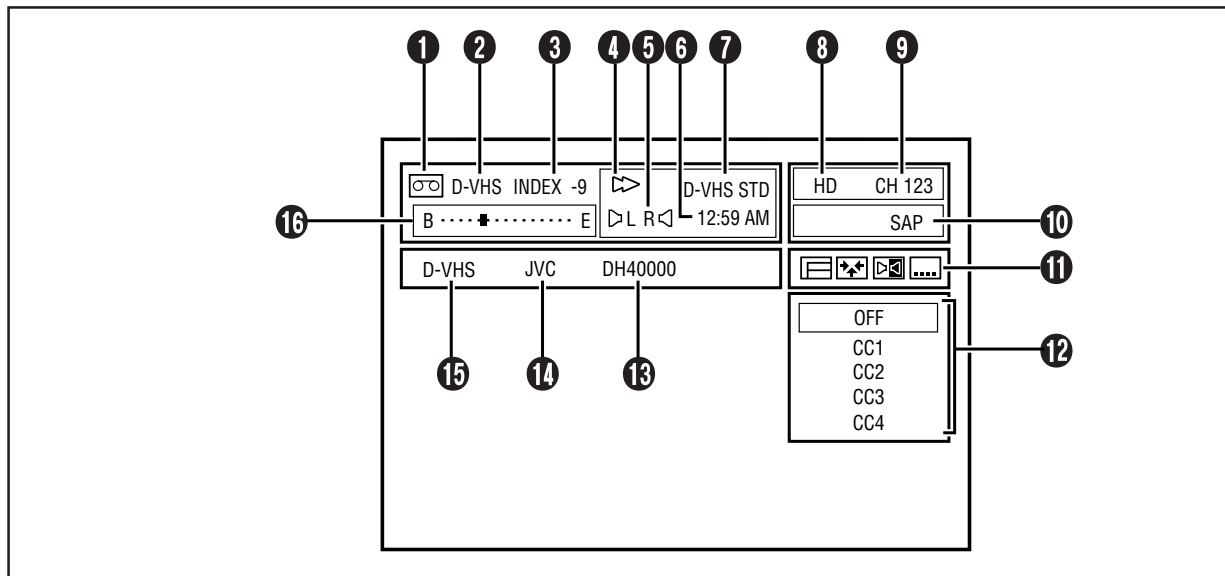 1 2 3 4 5 6 7 8 9
D-VHS INDEX -9 D-VHS STD HD CH 123
16 B E L R 12:59 AM SAP 10
D-VHS JVC DH40000 11
OFF
CC1 12
CC2
CC3
CC4
15 14 13